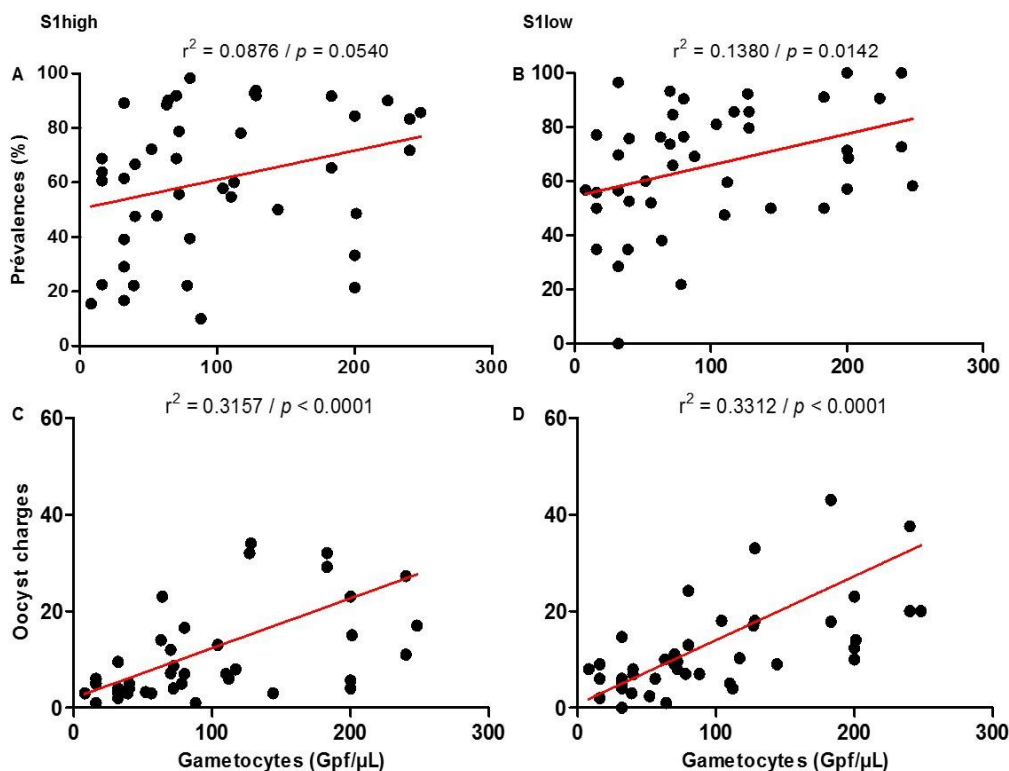 S1high
S1low
r² = 0.0876 / p = 0.0540
r² = 0.1380 / p = 0.0142
A
B
Prévalences (%)
100
80
60
40
20
0
0
100
200
300
100
80
60
40
20
0
0
100
200
300
r² = 0.3157 / p < 0.0001
r² = 0.3312 / p < 0.0001
C
D
Oocyst charges
60
40
20
0
0
100
200
300
Gametocytes (Gpf/µL)
60
40
20
0
0
100
200
300
Gametocytes (Gpf/µL)